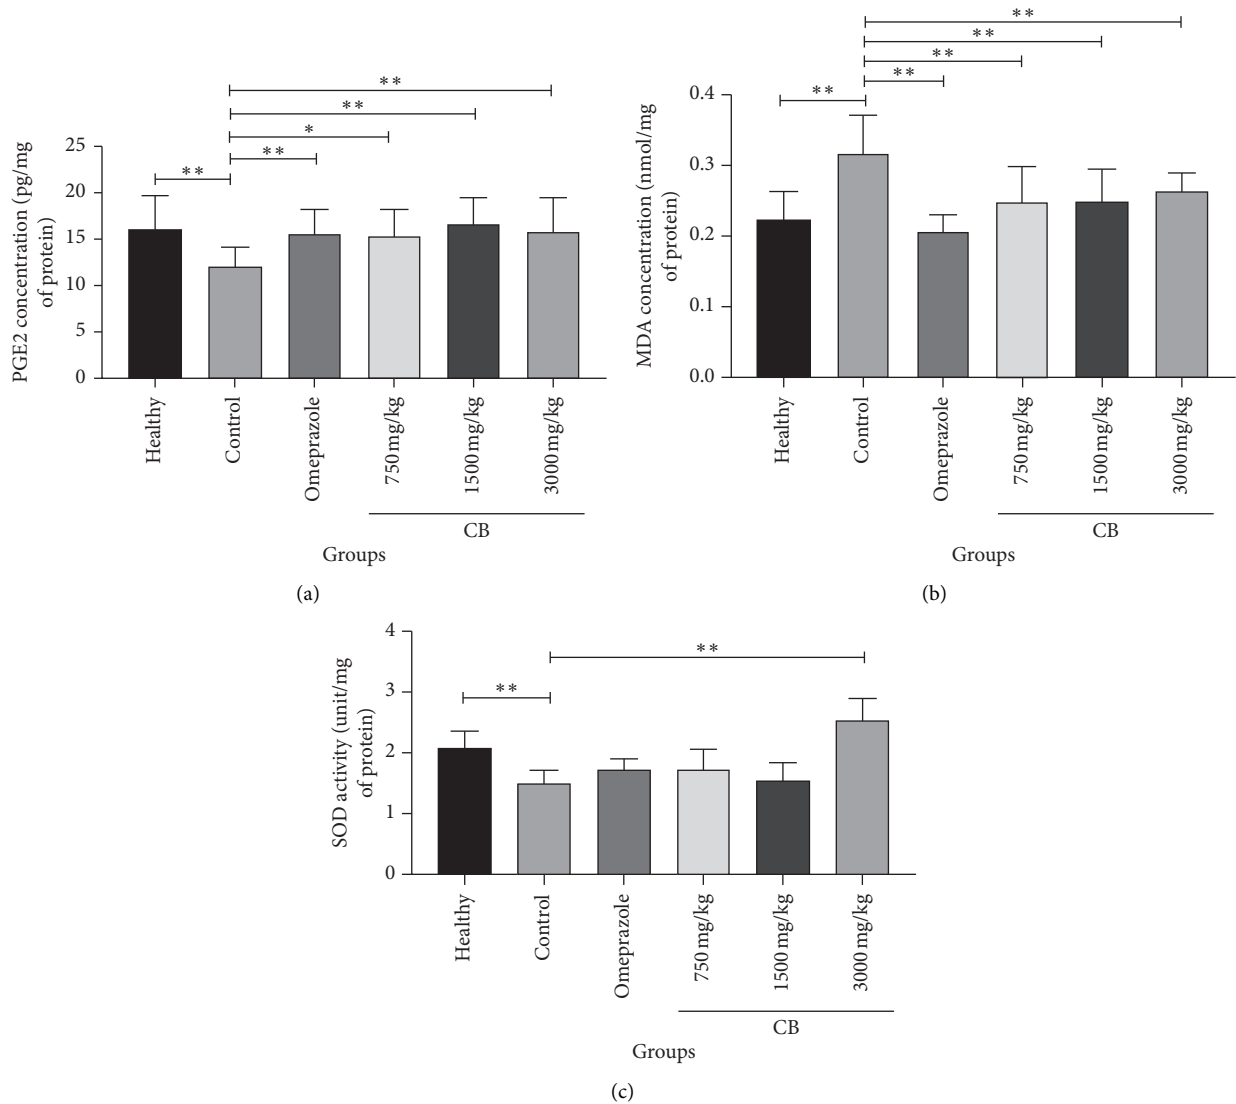 **
**
*
**
**
PGE2 concentration (pg/mg
of protein)
25
20
15
10
5
0
Healthy
Control
Omeprazole
750 mg/kg
1500 mg/kg
3000 mg/kg
CB
Groups
(a)
**
**
**
**
**
MDA concentration (nmol/mg
of protein)
0.4
0.3
0.2
0.1
0.0
Healthy
Control
Omeprazole
750 mg/kg
1500 mg/kg
3000 mg/kg
CB
Groups
(b)
**
**
SOD activity (unit/mg
of protein)
4
3
2
1
0
Healthy
Control
Omeprazole
750 mg/kg
1500 mg/kg
3000 mg/kg
CB
Groups
(c)